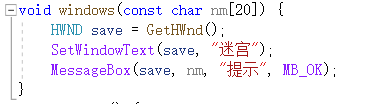 void windows(const char nm[20]) {
    HWND save = GetHWnd();
    SetWindowText(save, "迷宫");
    MessageBox(save, nm, "提示", MB_OK);
}